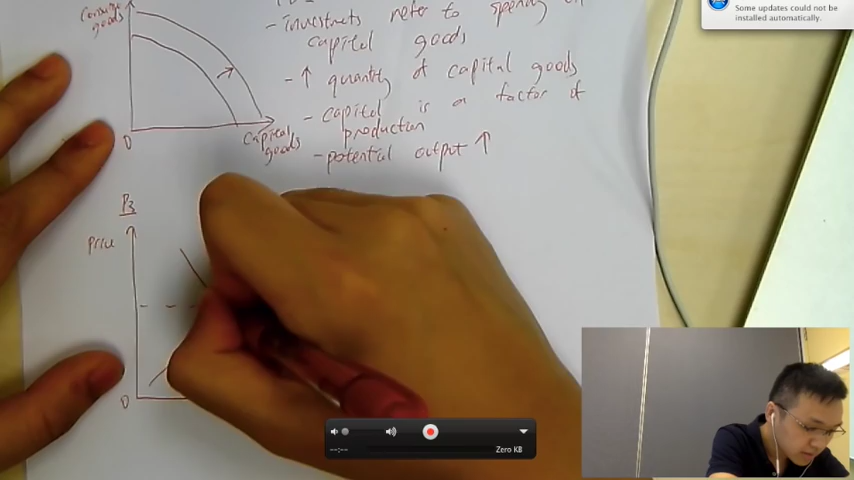 Some updates could not be
installed automatically.
goods
- investments refer to spending on
capital goods
- ↑ quantity of capital goods
- capital is a factor of
production
- potential output ↑
0
capital
goods
P3
price
0
--:--
Zero KB